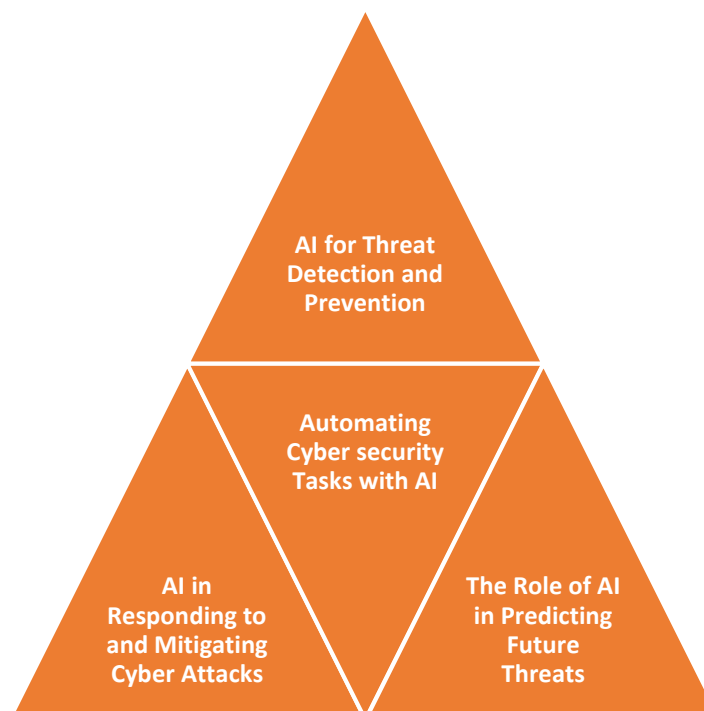 AI for Threat
Detection and
Prevention
Automating
Cyber security
Tasks with AI
AI in
Responding to
and Mitigating
Cyber Attacks
The Role of AI
in Predicting
Future
Threats